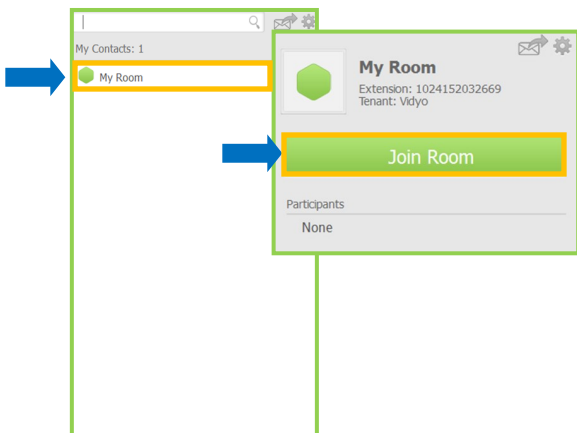 My Contacts: 1
My Room
My Room
Extension: 1024152032669
Tenant: Vidyo
Join Room
Participants
None